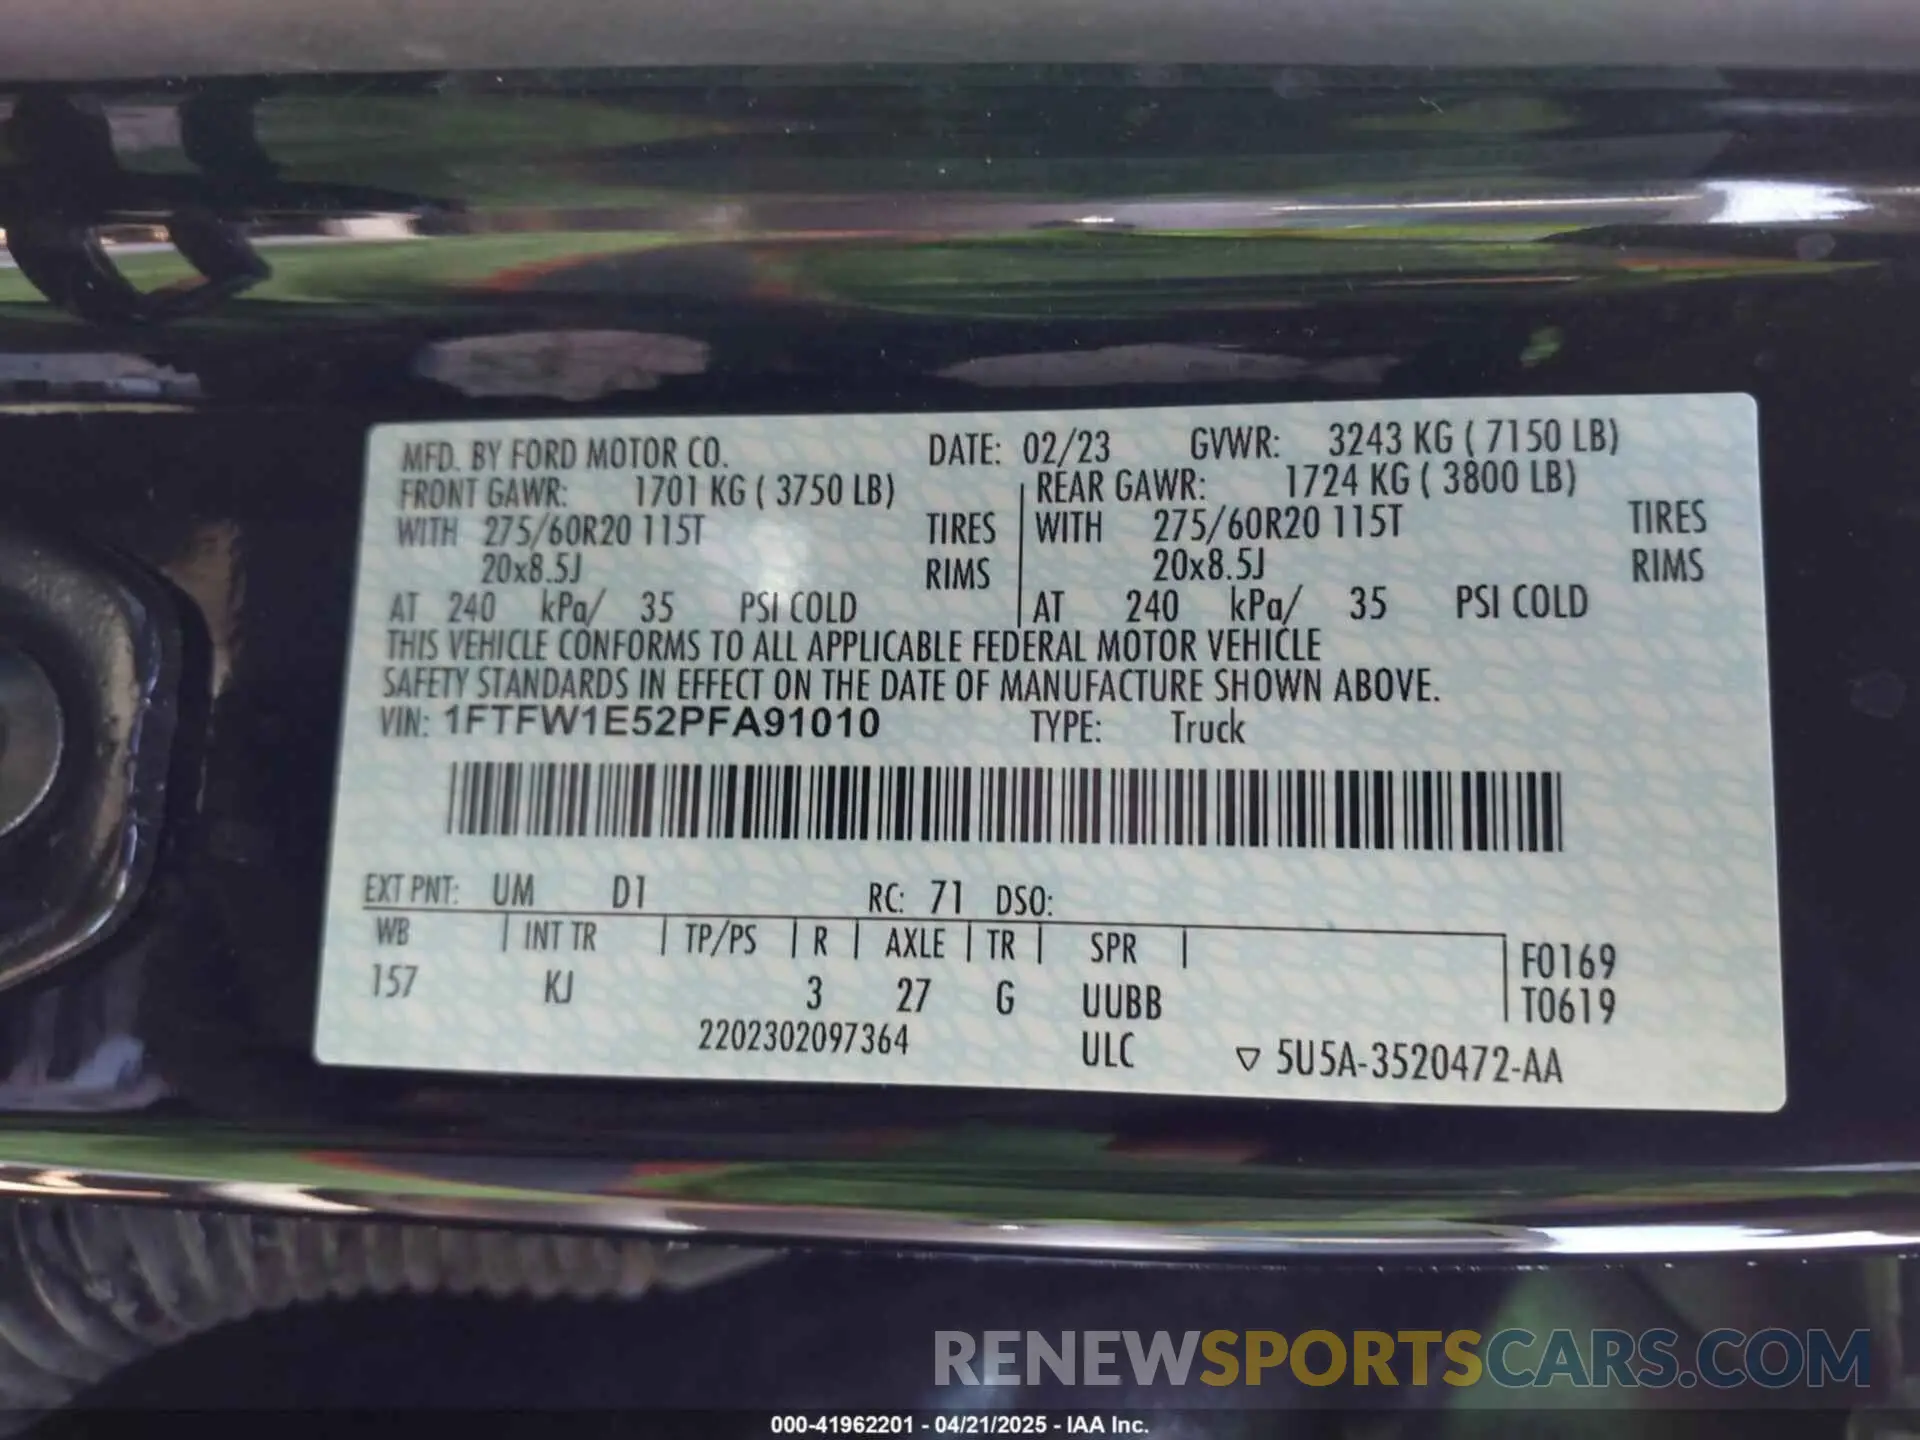 MFD. BY FORD MOTOR CO. DATE: 02/23 GVWR: 3243 KG ( 7150 LB)
FRONT GAWR: 1701 KG ( 3750 LB) REAR GAWR: 1724 KG ( 3800 LB)
WITH 275/60R20 115T TIRES WITH 275/60R20 115T TIRES
20x8.5J RIMS 20x8.5J RIMS
AT 240 kPa/ 35 PSI COLD AT 240 kPa/ 35 PSI COLD
THIS VEHICLE CONFORMS TO ALL APPLICABLE FEDERAL MOTOR VEHICLE
SAFETY STANDARDS IN EFFECT ON THE DATE OF MANUFACTURE SHOWN ABOVE.
VIN: 1FTFW1E52PFA91010 TYPE: Truck
EXT PNT: UM D1 RC: 71 DSO:
WB INT TR TP/PS R AXLE TR SPR F0169
157 KJ 3 27 G UUBB T0619
2202302097364 ULC ▽ 5U5A-3520472-AA
RENEWSPORTSCARS.COM
000-41962201 - 04/21/2025 - IAA Inc.